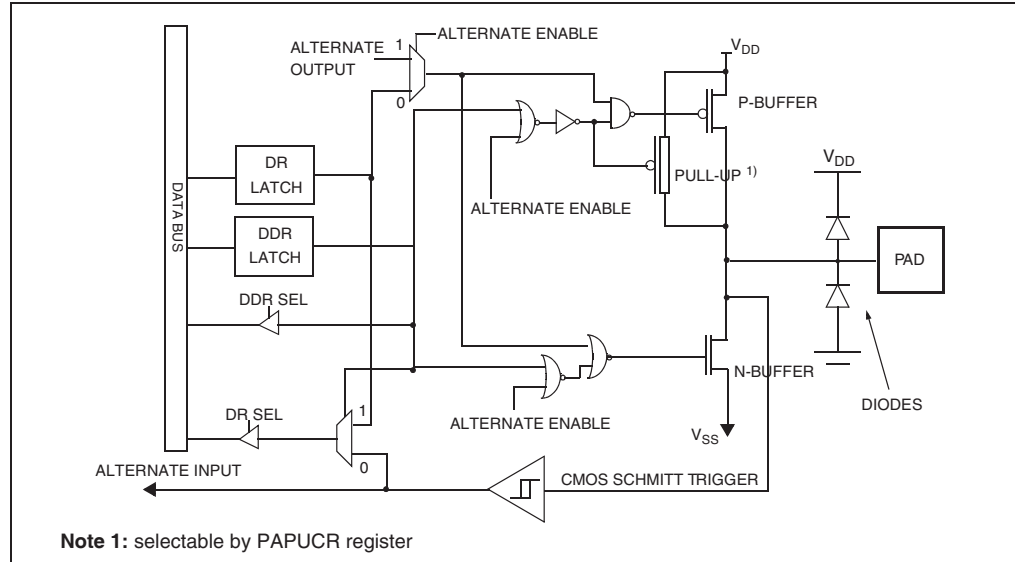 ALTERNATE ENABLE
1
ALTERNATE
OUTPUT
0
VDD
P-BUFFER
PULL-UP 1)
VDD
DR
LATCH
ALTERNATE ENABLE
DATA BUS
DDR
LATCH
PAD
DDR SEL
N-BUFFER
DIODES
DR SEL
1
ALTERNATE ENABLE
VSS
0
ALTERNATE INPUT
CMOS SCHMITT TRIGGER
Note 1: selectable by PAPUCR register